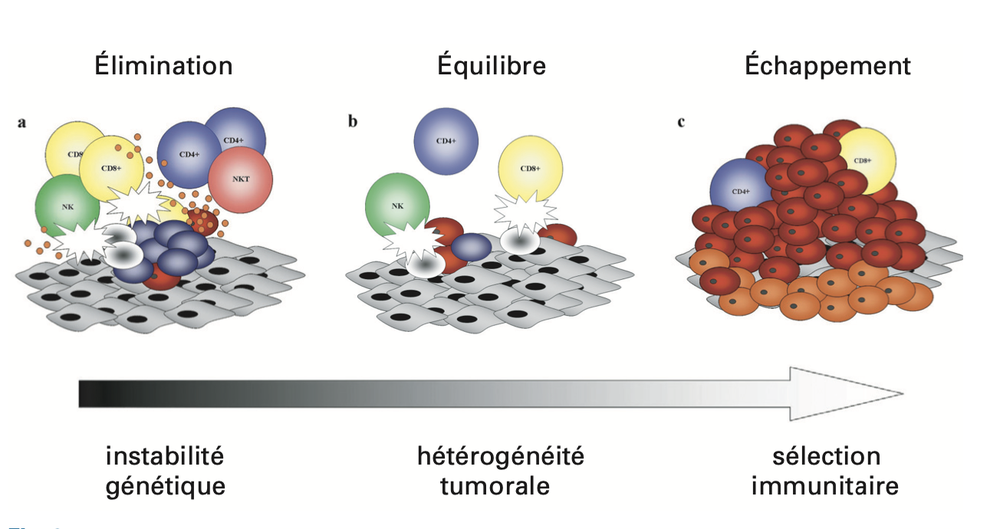 Élimination
Équilibre
Échappement
a
b
c
CD8
CD8+
NK
CD4+
CD4+
NKT
CD4+
CD8+
NK
CD4+
CD8+
instabilité
génétique
hétérogénéité
tumorale
sélection
immunitaire